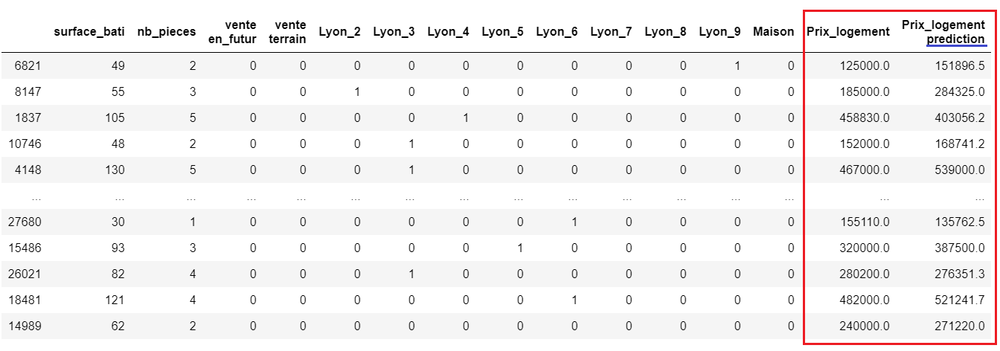 surface_bati nb_pieces vente en_futur vente terrain Lyon_2 Lyon_3 Lyon_4 Lyon_5 Lyon_6 Lyon_7 Lyon_8 Lyon_9 Maison Prix_logement Prix_logement prediction
6821 49 2 0 0 0 0 0 0 0 0 0 1 0 125000.0 151896.5
8147 55 3 0 0 1 0 0 0 0 0 0 0 0 185000.0 284325.0
1837 105 5 0 0 0 0 1 0 0 0 0 0 0 458830.0 403056.2
10746 48 2 0 0 0 1 0 0 0 0 0 0 0 152000.0 168741.2
4148 130 5 0 0 0 1 0 0 0 0 0 0 0 467000.0 539000.0
... ... ... ... ... ... ... ... ... ... ... ... ... ... ... ...
27680 30 1 0 0 0 0 0 0 1 0 0 0 0 155110.0 135762.5
15486 93 3 0 0 0 0 0 1 0 0 0 0 0 320000.0 387500.0
26021 82 4 0 0 0 1 0 0 0 0 0 0 0 280200.0 276351.3
18481 121 4 0 0 0 0 0 0 1 0 0 0 0 482000.0 521241.7
14989 62 2 0 0 0 0 0 0 0 0 0 0 0 240000.0 271220.0